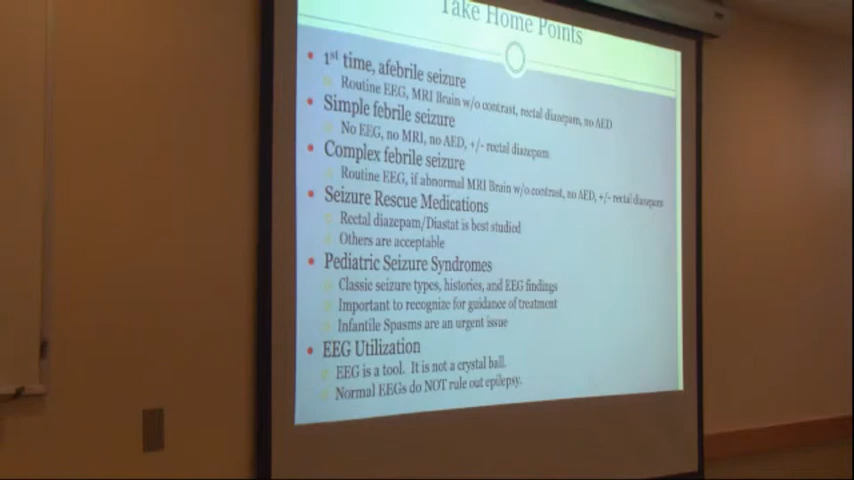 Take Home Points
1st time, afebrile seizure
Routine EEG, MRI Brain w/o contrast, rectal diazepam, no AED
Simple febrile seizure
No EEG, no MRI, no AED, +/- rectal diazepam
Complex febrile seizure
Routine EEG, if abnormal MRI Brain w/o contrast, no AED, +/- rectal diazepam
Seizure Rescue Medications
Rectal diazepam/Diastat is best studied
Others are acceptable
Pediatric Seizure Syndromes
Classic seizure types, histories, and EEG findings
Important to recognize for guidance of treatment
Infantile Spasms are an urgent issue
EEG Utilization
EEG is a tool. It is not a crystal ball.
Normal EEGs do NOT rule out epilepsy.